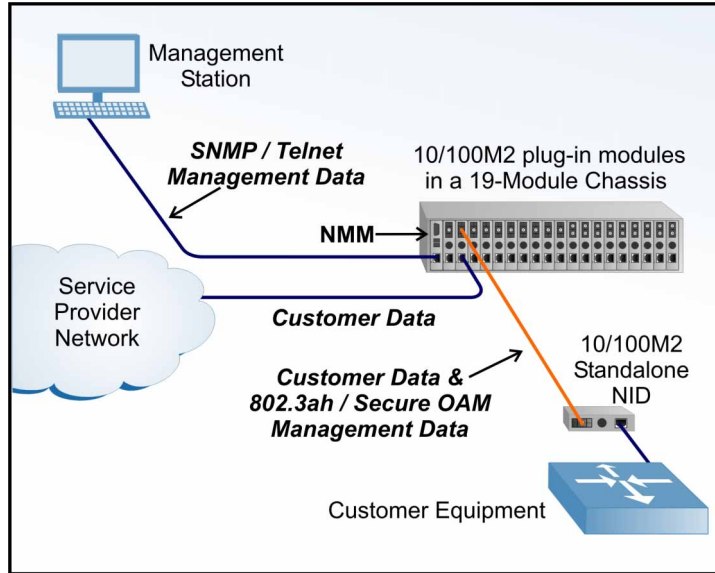 Management
Station
SNMP / Telnet
Management Data
10/100M2 plug-in modules
in a 19-Module Chassis
NMM
Service
Provider
Network
Customer Data
Customer Data &
802.3ah / Secure OAM
Management Data
10/100M2
Standalone
NID
Customer Equipment